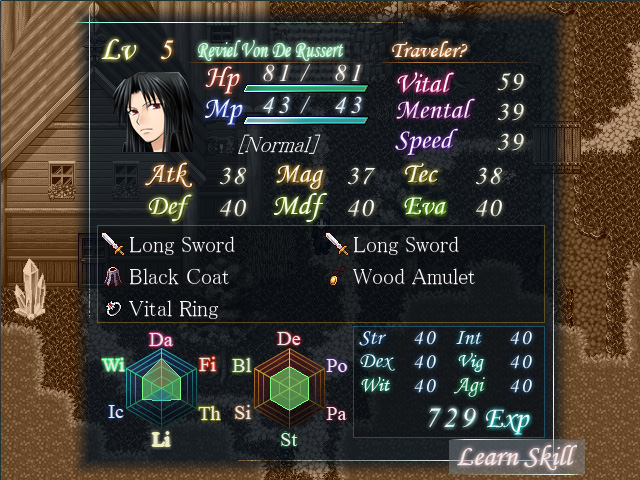 Lv 5 Reviel Von De Russert Traveler?
Hp 81/ 81 Vital 59
Mp 43/ 43 Mental 39
[Normal] Speed 39
Atk 38 Mag 37 Tec 38
Def 40 Mdf 40 Eva 40
Long Sword Long Sword
Black Coat Wood Amulet
Vital Ring
Da De
Wi Fi Bl Po
Ic Th Si Pa
Li St
Str 40 Int 40
Dex 40 Vig 40
Wit 40 Agi 40
729 Exp
Learn Skill